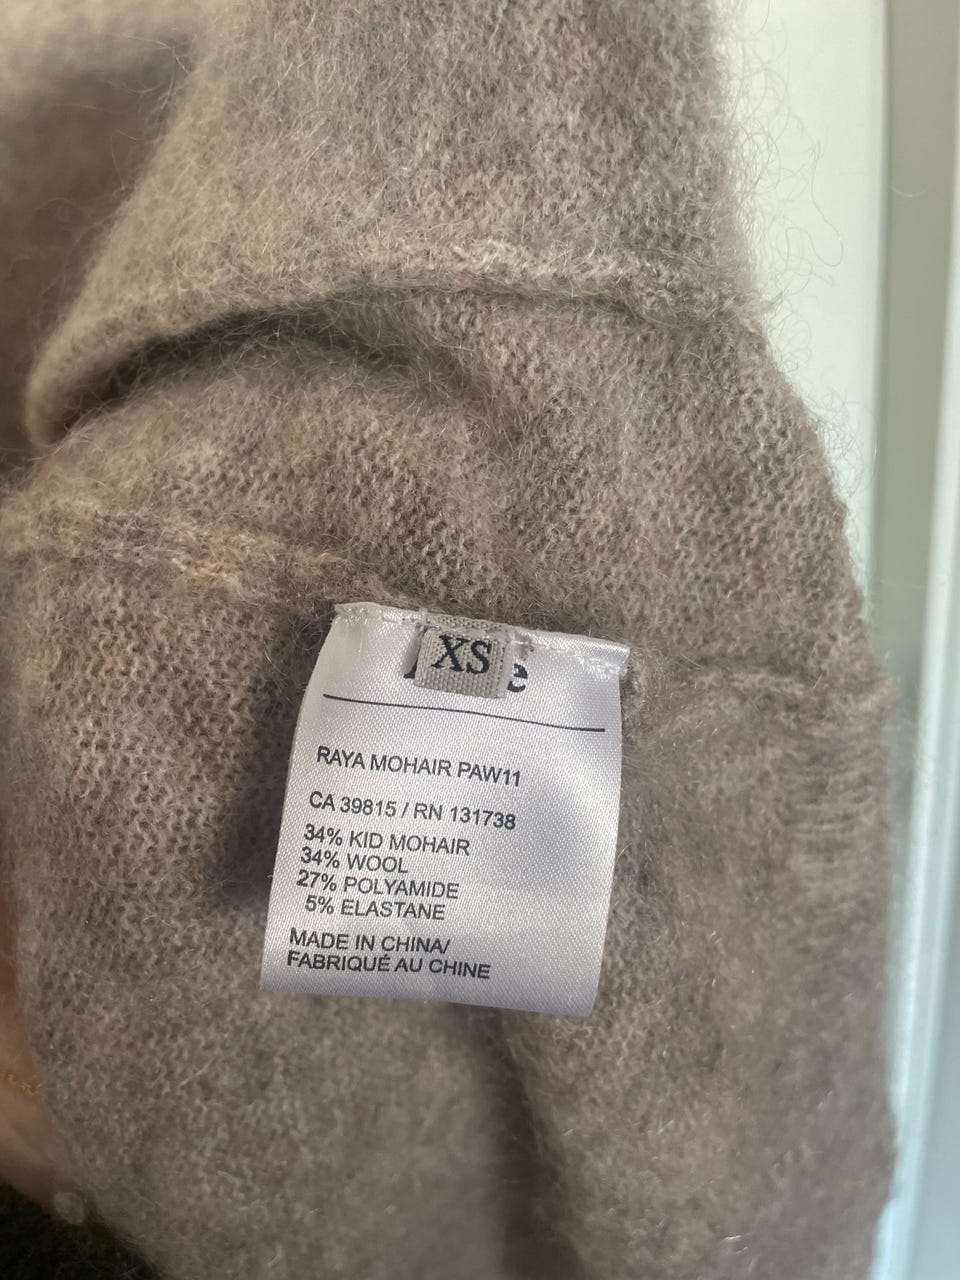 XS
RAYA MOHAIR PAW11
CA 39815 / RN 131738
34% KID MOHAIR
34% WOOL
27% POLYAMIDE
5% ELASTANE
MADE IN CHINA/
FABRIQUÉ AU CHINE